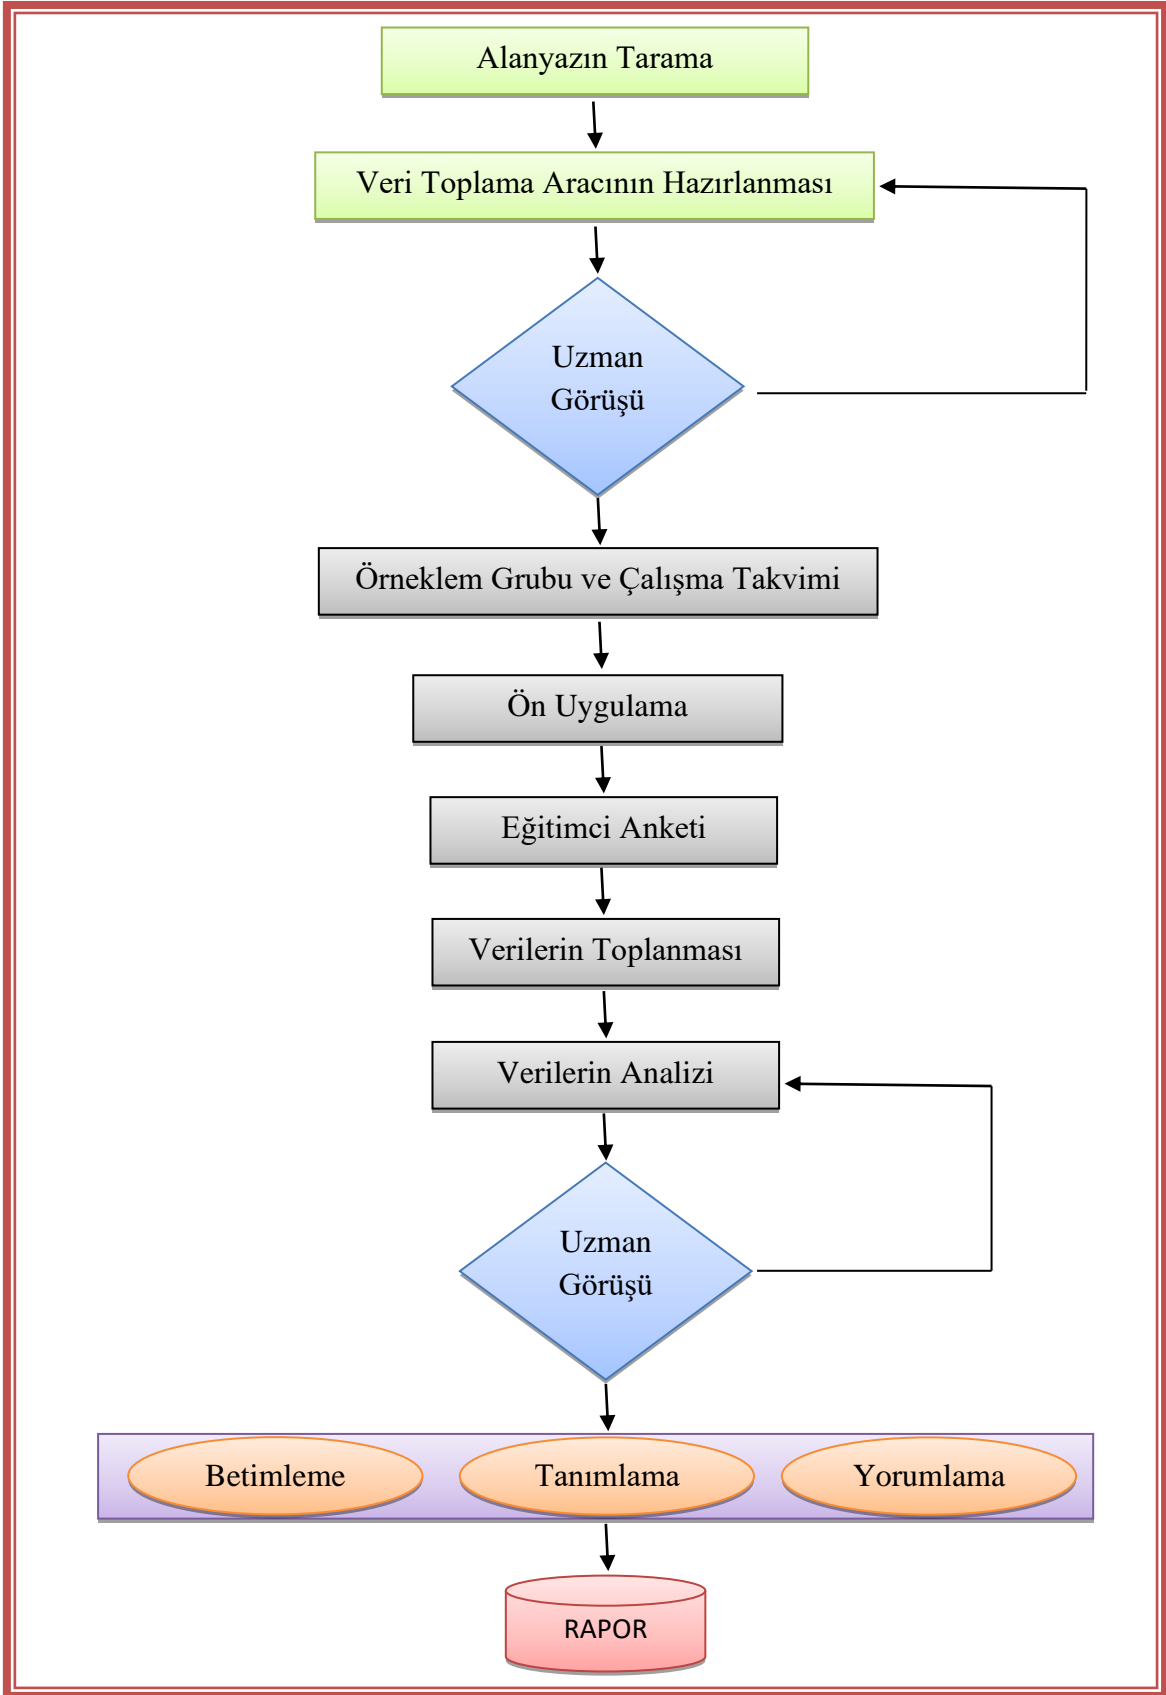 Alanyazın Tarama
Veri Toplama Aracının Hazırlanması
Uzman
Görüşü
Örneklem Grubu ve Çalışma Takvimi
Ön Uygulama
Eğitimci Anketi
Verilerin Toplanması
Verilerin Analizi
Uzman
Görüşü
Betimleme Tanımlama Yorumlama
RAPOR